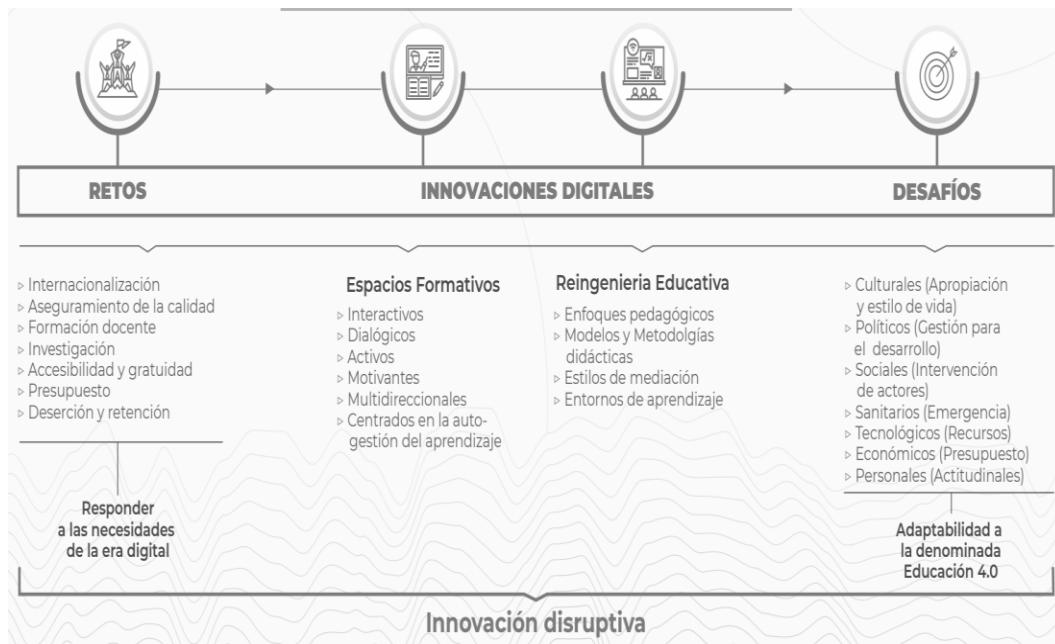 RETOS
INNOVACIONES DIGITALES
DESAFÍOS
Internacionalización
Aseguramiento de la calidad
Formación docente
Investigación
Accesibilidad y gratuidad
Presupuesto
Deserción y retención
Responder
a las necesidades
de la era digital
Espacios Formativos
Interactivos
Dialógicos
Activos
Motivantes
Multidireccionales
Centrados en la auto-
gestión del aprendizaje
Reingenieria Educativa
Enfoques pedagógicos
Modelos y Metodolgías
didácticas
Estilos de mediación
Entornos de aprendizaje
Culturales (Apropiación
y estilo de vida)
Políticos (Gestión para
el desarrollo)
Sociales (Intervención
de actores)
Sanitarios (Emergencia)
Tecnológicos (Recursos)
Económicos (Presupuesto)
Personales (Actitudinales)
Adaptabilidad a
la denominada
Educación 4.0
Innovación disruptiva